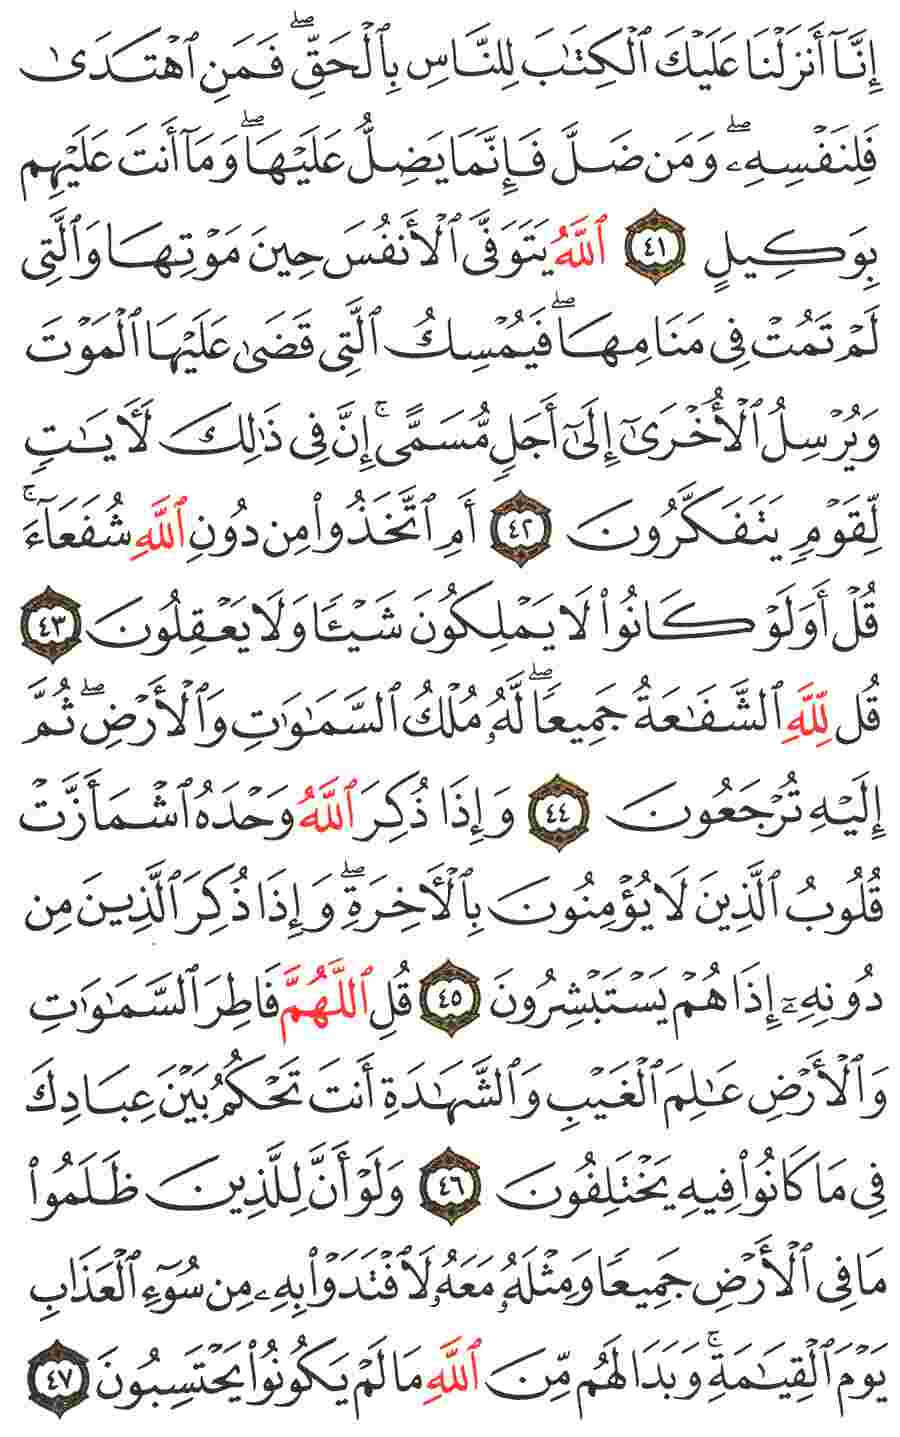 إِنَّآ أَنزَلْنَا عَلَيْكَ ٱلْكِتَٰبَ لِلنَّاسِ بِٱلْحَقِّ ۖ فَمَنِ ٱهْتَدَىٰ
فَلِنَفْسِهِۦ ۖ وَمَن ضَلَّ فَإِنَّمَا يَضِلُّ عَلَيْهَا ۖ وَمَآ أَنتَ عَلَيْهِم
بِوَكِيلٍ ٤١ ٱللَّهُ يَتَوَفَّى ٱلْأَنفُسَ حِينَ مَوْتِهَا وَٱلَّتِى
لَمْ تَمُتْ فِى مَنَامِهَا ۖ فَيُمْسِكُ ٱلَّتِى قَضَىٰ عَلَيْهَا ٱلْمَوْتَ
وَيُرْسِلُ ٱلْأُخْرَىٰٓ إِلَىٰٓ أَجَلٍ مُّسَمًّى ۚ إِنَّ فِى ذَٰلِكَ لَءَايَٰتٍ
لِّقَوْمٍ يَتَفَكَّرُونَ ٤٢ أَمِ ٱتَّخَذُوا۟ مِن دُونِ ٱللَّهِ شُفَعَآءَ ۚ
قُلْ أَوَلَوْ كَانُوا۟ لَا يَمْلِكُونَ شَيْـًٔا وَلَا يَعْقِلُونَ ٤٣
قُل لِّلَّهِ ٱلشَّفَٰعَةُ جَمِيعًا ۖ لَّهُۥ مُلْكُ ٱلسَّمَٰوَٰتِ وَٱلْأَرْضِ ۖ ثُمَّ
إِلَيْهِ تُرْجَعُونَ ٤٤ وَإِذَا ذُكِرَ ٱللَّهُ وَحْدَهُ ٱشْمَأَزَّتْ
قُلُوبُ ٱلَّذِينَ لَا يُؤْمِنُونَ بِٱلْءَاخِرَةِ ۖ وَإِذَا ذُكِرَ ٱلَّذِينَ مِن
دُونِهِۦٓ إِذَا هُمْ يَسْتَبْشِرُونَ ٤٥ قُلِ ٱللَّهُمَّ فَاطِرَ ٱلسَّمَٰوَٰتِ
وَٱلْأَرْضِ عَٰلِمَ ٱلْغَيْبِ وَٱلشَّهَٰدَةِ أَنتَ تَحْكُمُ بَيْنَ عِبَادِكَ
فِى مَا كَانُوا۟ فِيهِ يَخْتَلِفُونَ ٤٦ وَلَوْ أَنَّ لِلَّذِينَ ظَلَمُوا۟
مَا فِى ٱلْأَرْضِ جَمِيعًا وَمِثْلَهُۥ مَعَهُۥ لَٱفْتَدَوْا۟ بِهِۦ مِن سُوٓءِ ٱلْعَذَابِ
يَوْمَ ٱلْقِيَٰمَةِ ۚ وَبَدَا لَهُم مِّنَ ٱللَّهِ مَا لَمْ يَكُونُوا۟ يَحْتَسِبُونَ ٤٧